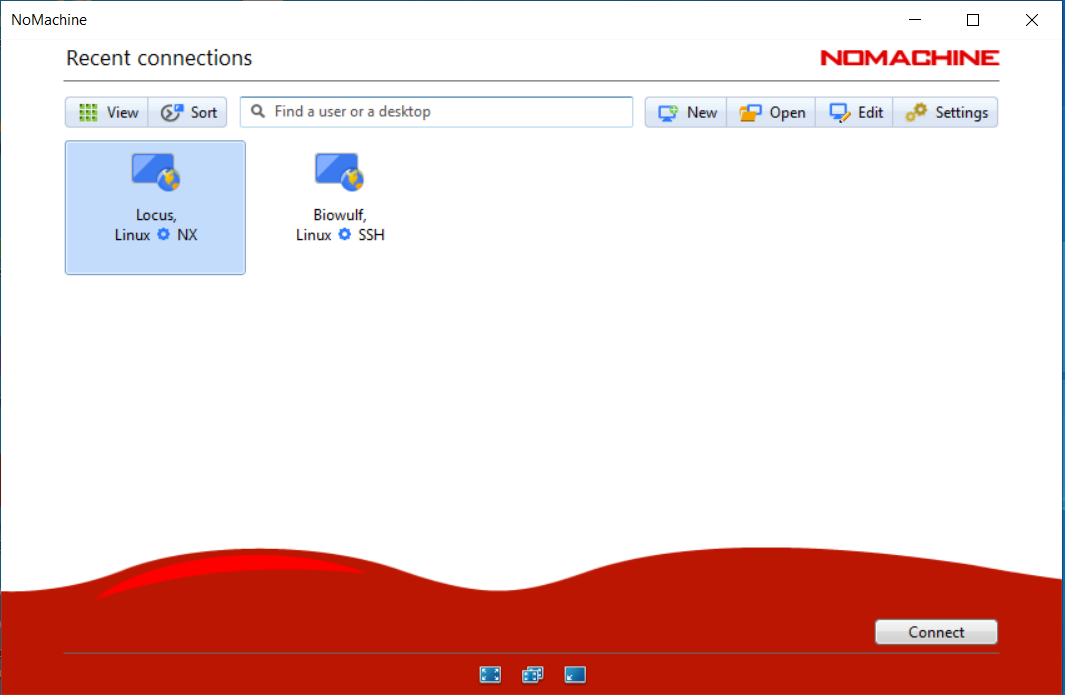 NoMachine
Recent connections
NOMACHINE
View
Sort
Find a user or a desktop
New
Open
Edit
Settings
Locus,
Linux NX
Biowulf,
Linux SSH
Connect